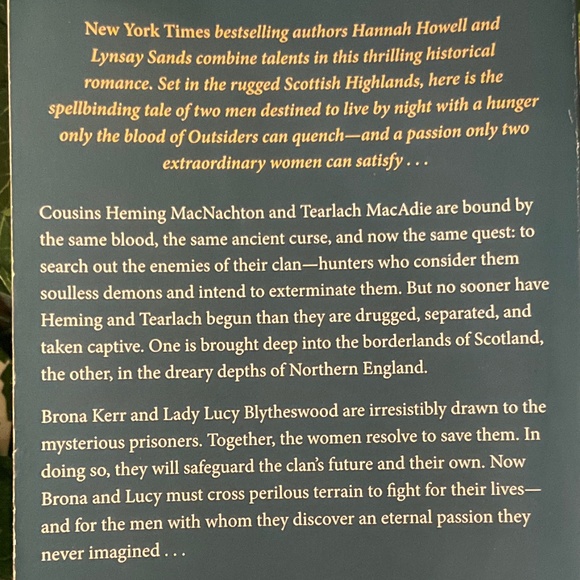 New York Times bestselling authors Hannah Howell and
Lynsay Sands combine talents in this thrilling historical
romance. Set in the rugged Scottish Highlands, here is the
spellbinding tale of two men destined to live by night with a hunger
only the blood of Outsiders can quench—and a passion only two
extraordinary women can satisfy . . .
Cousins Heming MacNachton and Tearlach MacAdie are bound by
the same blood, the same ancient curse, and now the same quest: to
search out the enemies of their clan—hunters who consider them
soulless demons and intend to exterminate them. But no sooner have
Heming and Tearlach begun than they are drugged, separated, and
taken captive. One is brought deep into the borderlands of Scotland,
the other, in the dreary depths of Northern England.
Brona Kerr and Lady Lucy Blytheswood are irresistibly drawn to the
mysterious prisoners. Together, the women resolve to save them. In
doing so, they will safeguard the clan's future and their own. Now
Brona and Lucy must cross perilous terrain to fight for their lives—
and for the men with whom they discover an eternal passion they
never imagined . . .